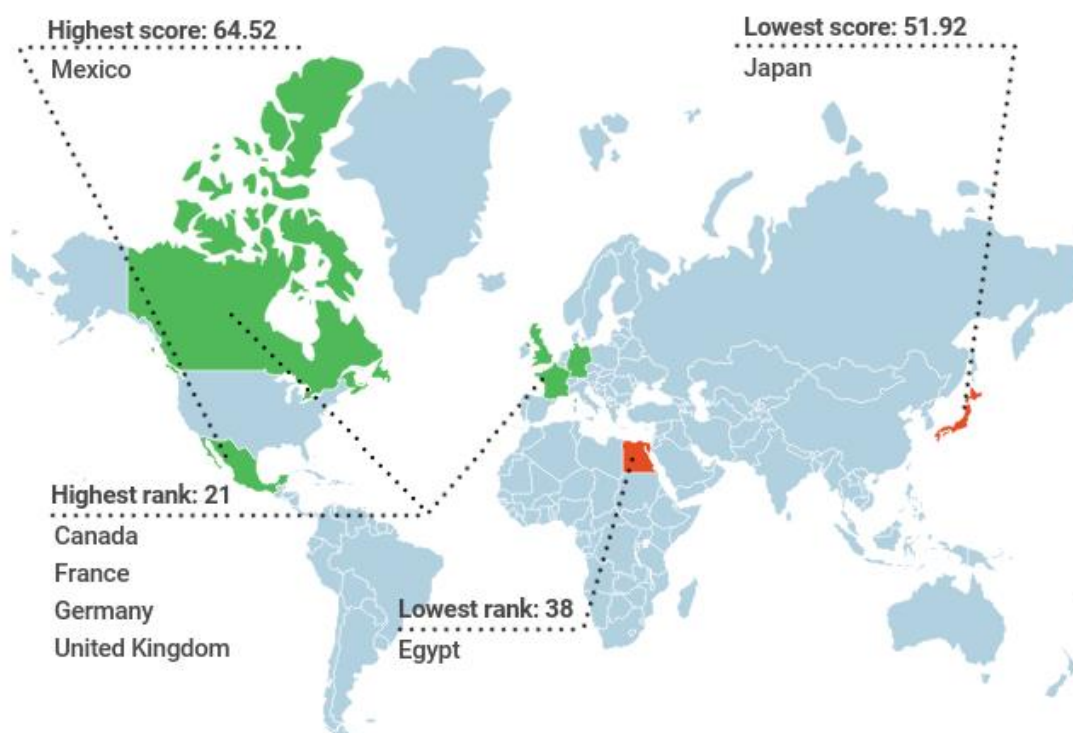 Highest score: 64.52
Mexico
Lowest score: 51.92
Japan
Highest rank: 21
Canada
France
Germany
United Kingdom
Lowest rank: 38
Egypt